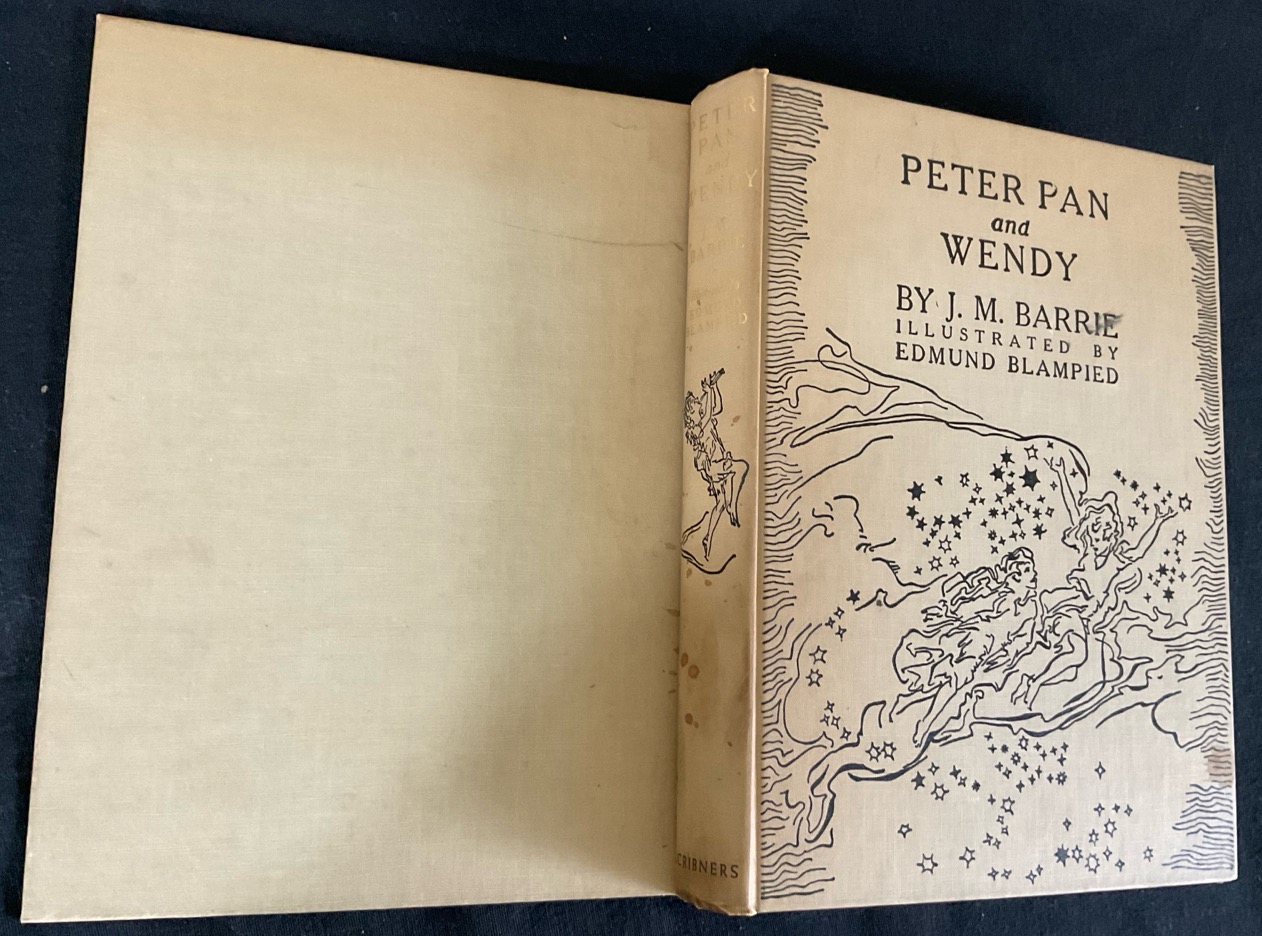 PETER PAN
and
WENDY
BY J. M. BARRIE
ILLUSTRATED BY
EDMUND BLAMPIED
PETER
PAN
and
WENDY
J. M.
BARRIE
EDMUND
BLAMPIED
SCRIBNERS